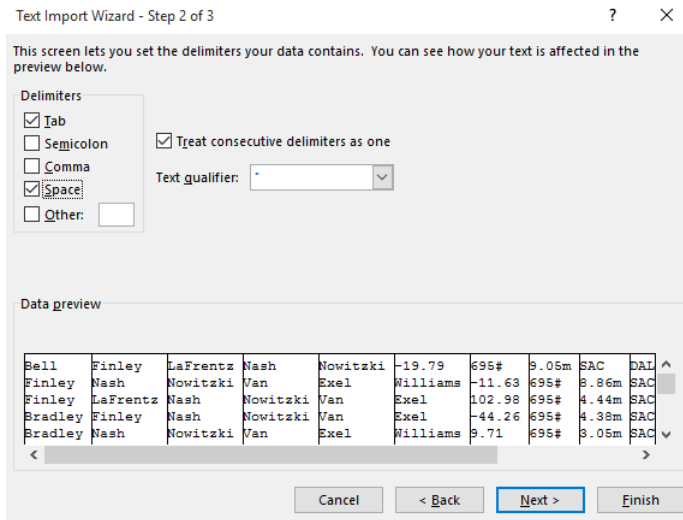 Text Import Wizard - Step 2 of 3 ? ×
This screen lets you set the delimiters your data contains. You can see how your text is affected in the
preview below.
Delimiters
Tab
Semicolon
Comma
Space
Other:
Treat consecutive delimiters as one
Text qualifier: "
Data preview
Bell Finley LaFrentz Nash Nowitzki -19.79 695# 9.05m SAC DAL
Finley Nash Nowitzki Van Exel Williams -11.63 695# 8.86m SAC
Finley LaFrentz Nash Nowitzki Van Exel 102.98 695# 4.44m SAC
Bradley Finley Nash Nowitzki Van Exel -44.26 695# 4.38m SAC
Bradley Nash Nowitzki Van Exel Williams 9.71 695# 3.05m SAC
Cancel < Back Next > Finish